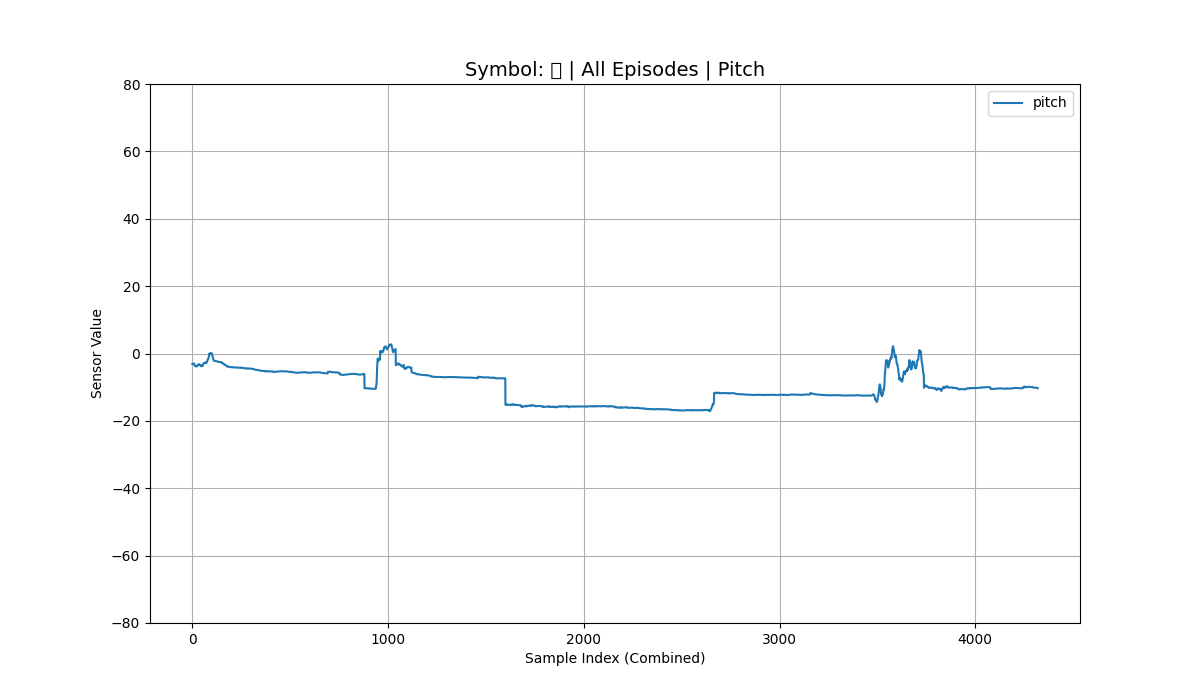 Symbol: | All Episodes | Pitch
pitch
80
60
40
20
0
−20
−40
−60
−80
Sensor Value
0 1000 2000 3000 4000
Sample Index (Combined)